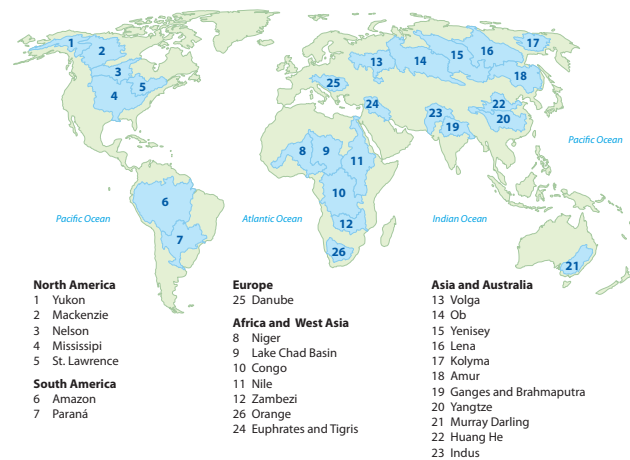 1
2
3
4
5
6
7
8
9
10
11
12
26
25
24
13
14
15
16
17
18
23
19
22
20
21
Pacific Ocean
Pacific Ocean
Atlantic Ocean
Indian Ocean
North America
1 Yukon
2 Mackenzie
3 Nelson
4 Mississipi
5 St. Lawrence
South America
6 Amazon
7 Paraná
Europe
25 Danube
Africa and West Asia
8 Niger
9 Lake Chad Basin
10 Congo
11 Nile
12 Zambezi
26 Orange
24 Euphrates and Tigris
Asia and Australia
13 Volga
14 Ob
15 Yenisey
16 Lena
17 Kolyma
18 Amur
19 Ganges and Brahmaputra
20 Yangtze
21 Murray Darling
22 Huang He
23 Indus